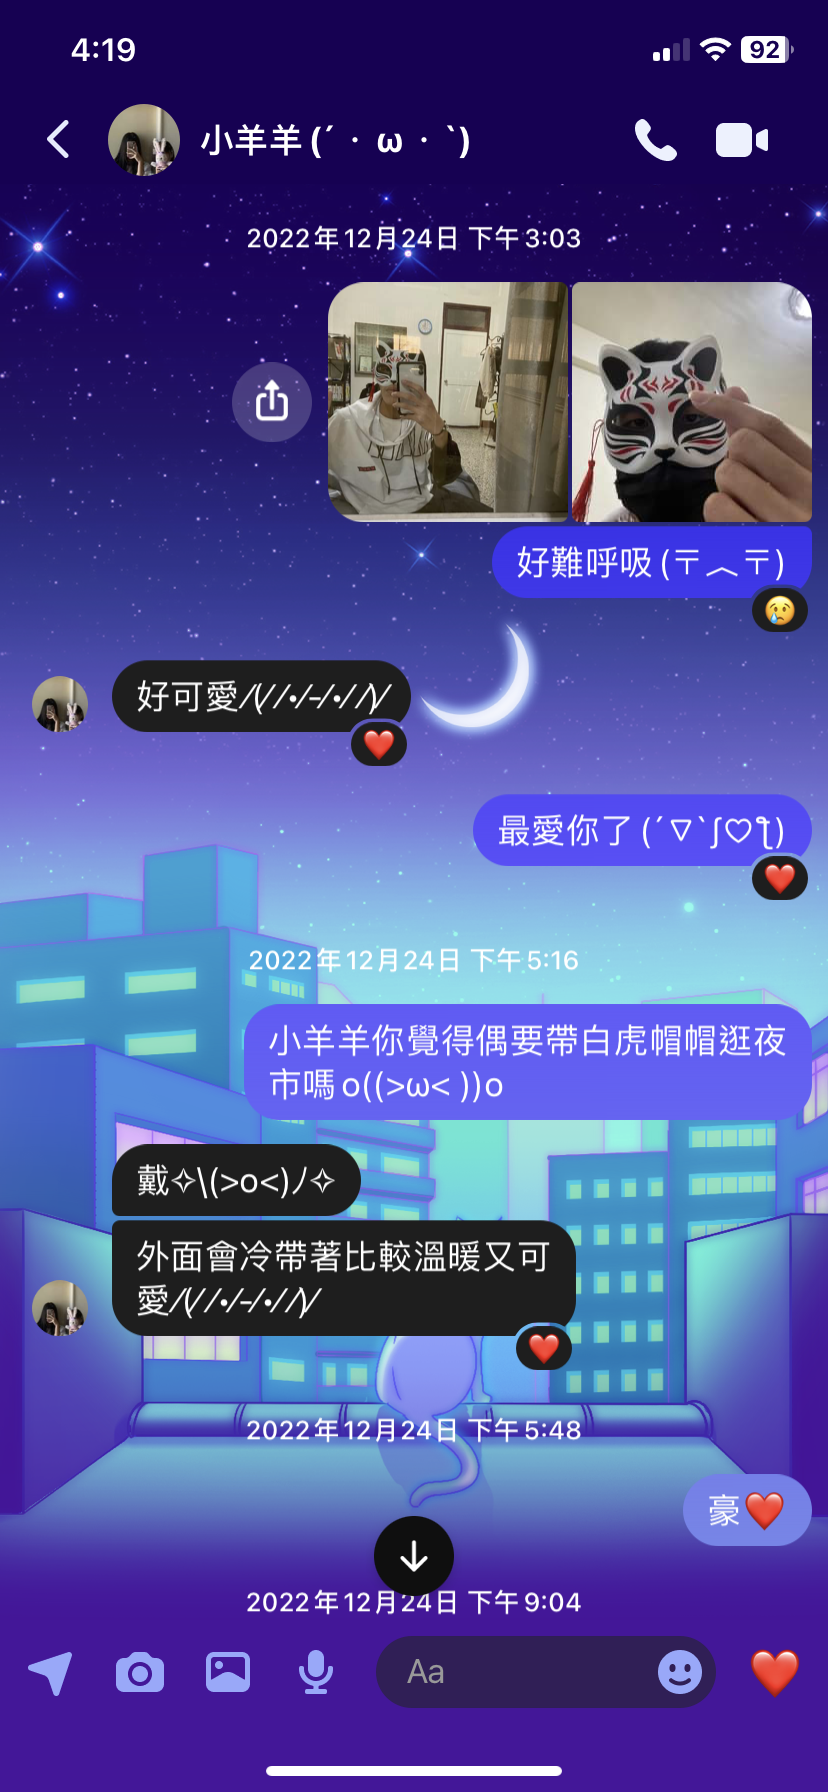 4:19
92
小羊羊 (´・ω・`)
2022年12月24日 下午3:03
好難呼吸 (〒︿〒)
好可愛⁄(⁄ ⁄•⁄-⁄•⁄ ⁄)⁄
最愛你了 (´▽`ʃ♡ƪ)
2022年12月24日 下午5:16
小羊羊你覺得偶要帶白虎帽帽逛夜
市嗎 o((>ω< ))o
戴✧\(>o<)ﾉ✧
外面會冷帶著比較溫暖又可
愛⁄(⁄ ⁄•⁄-⁄•⁄ ⁄)⁄
2022年12月24日 下午5:48
豪❤️
2022年12月24日 下午9:04
Aa